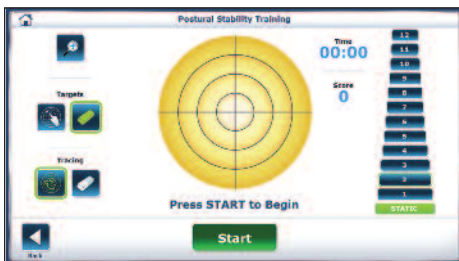 Postural Stability Training
Time
00:00
Score
0
Targets
Tracing
12
11
10
9
8
7
6
5
4
3
2
1
STATIC
Press START to Begin
Start
Back